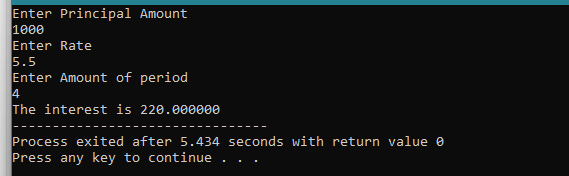 Enter Principal Amount
1000
Enter Rate
5.5
Enter Amount of period
4
The interest is 220.000000
--------------------------------
Process exited after 5.434 seconds with return value 0
Press any key to continue . . .